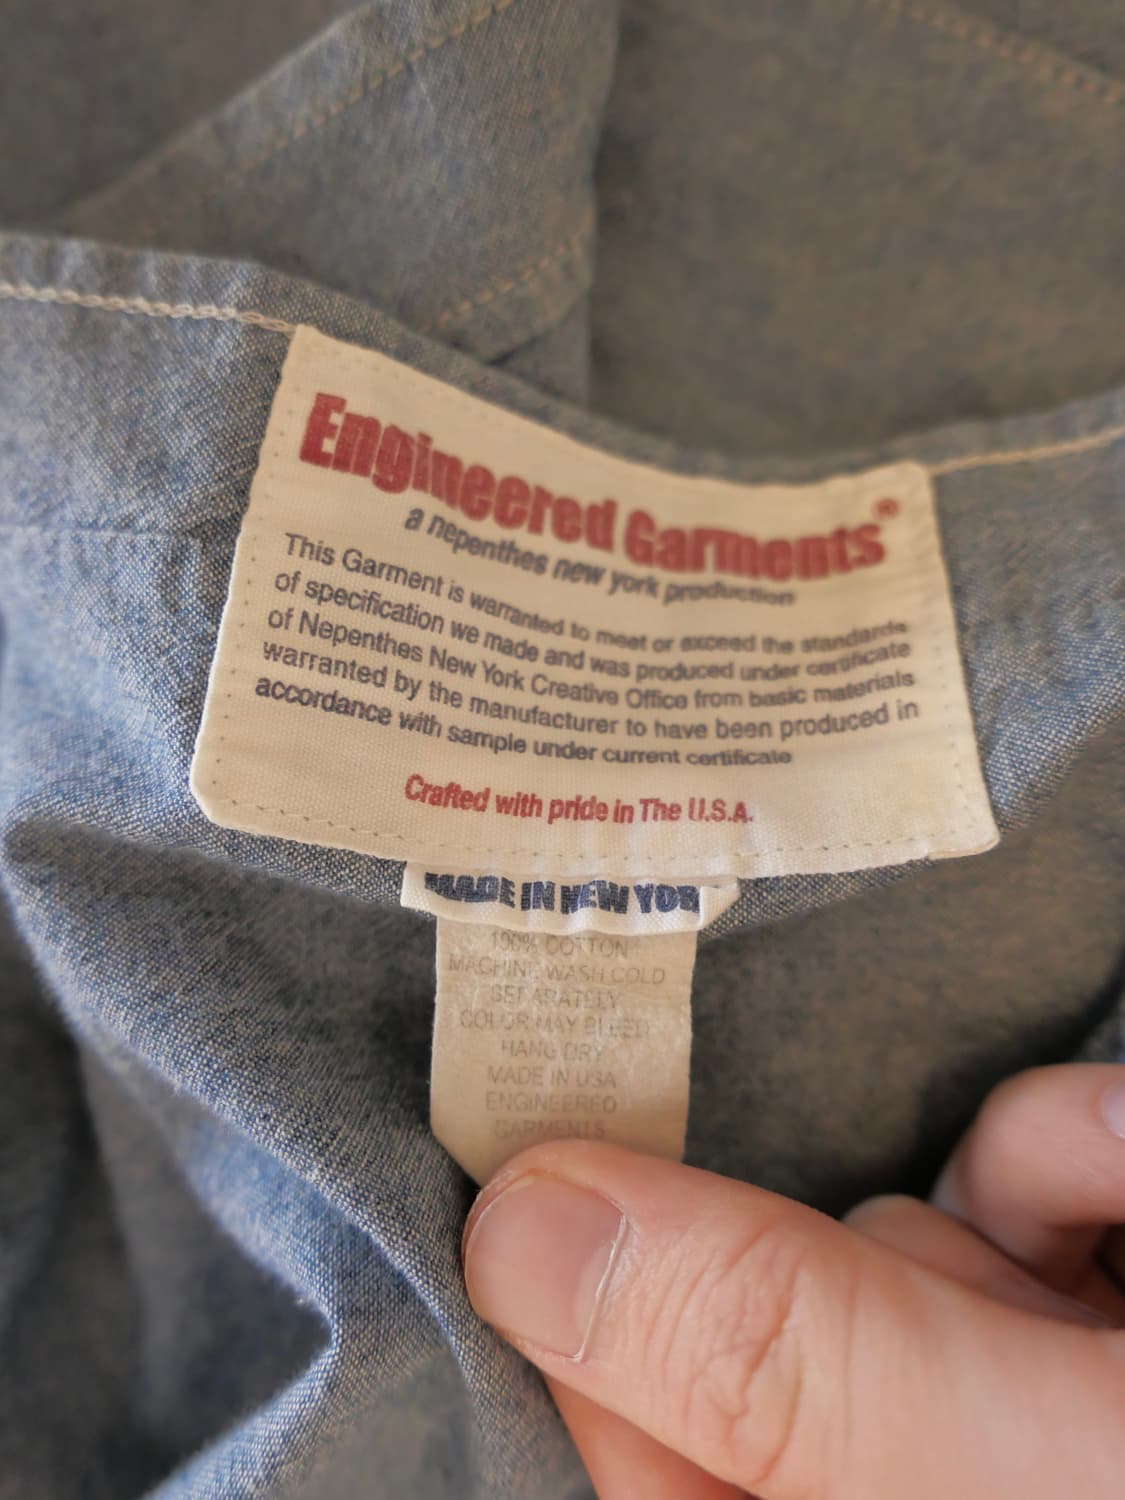 Engineered Garments®
a nepenthes new york production
This Garment is warranted to meet or exceed the standards
of specification we made and was produced under certificate
of Nepenthes New York Creative Office from basic materials
warranted by the manufacturer to have been produced in
accordance with sample under current certificate
Crafted with pride in The U.S.A.
MADE IN NEW YOR
100% COTTON
MACHINE WASH COLD
SEPARATELY
COLOR MAY BLEED
HANG DRY
MADE IN USA
ENGINEERED
GARMENTS